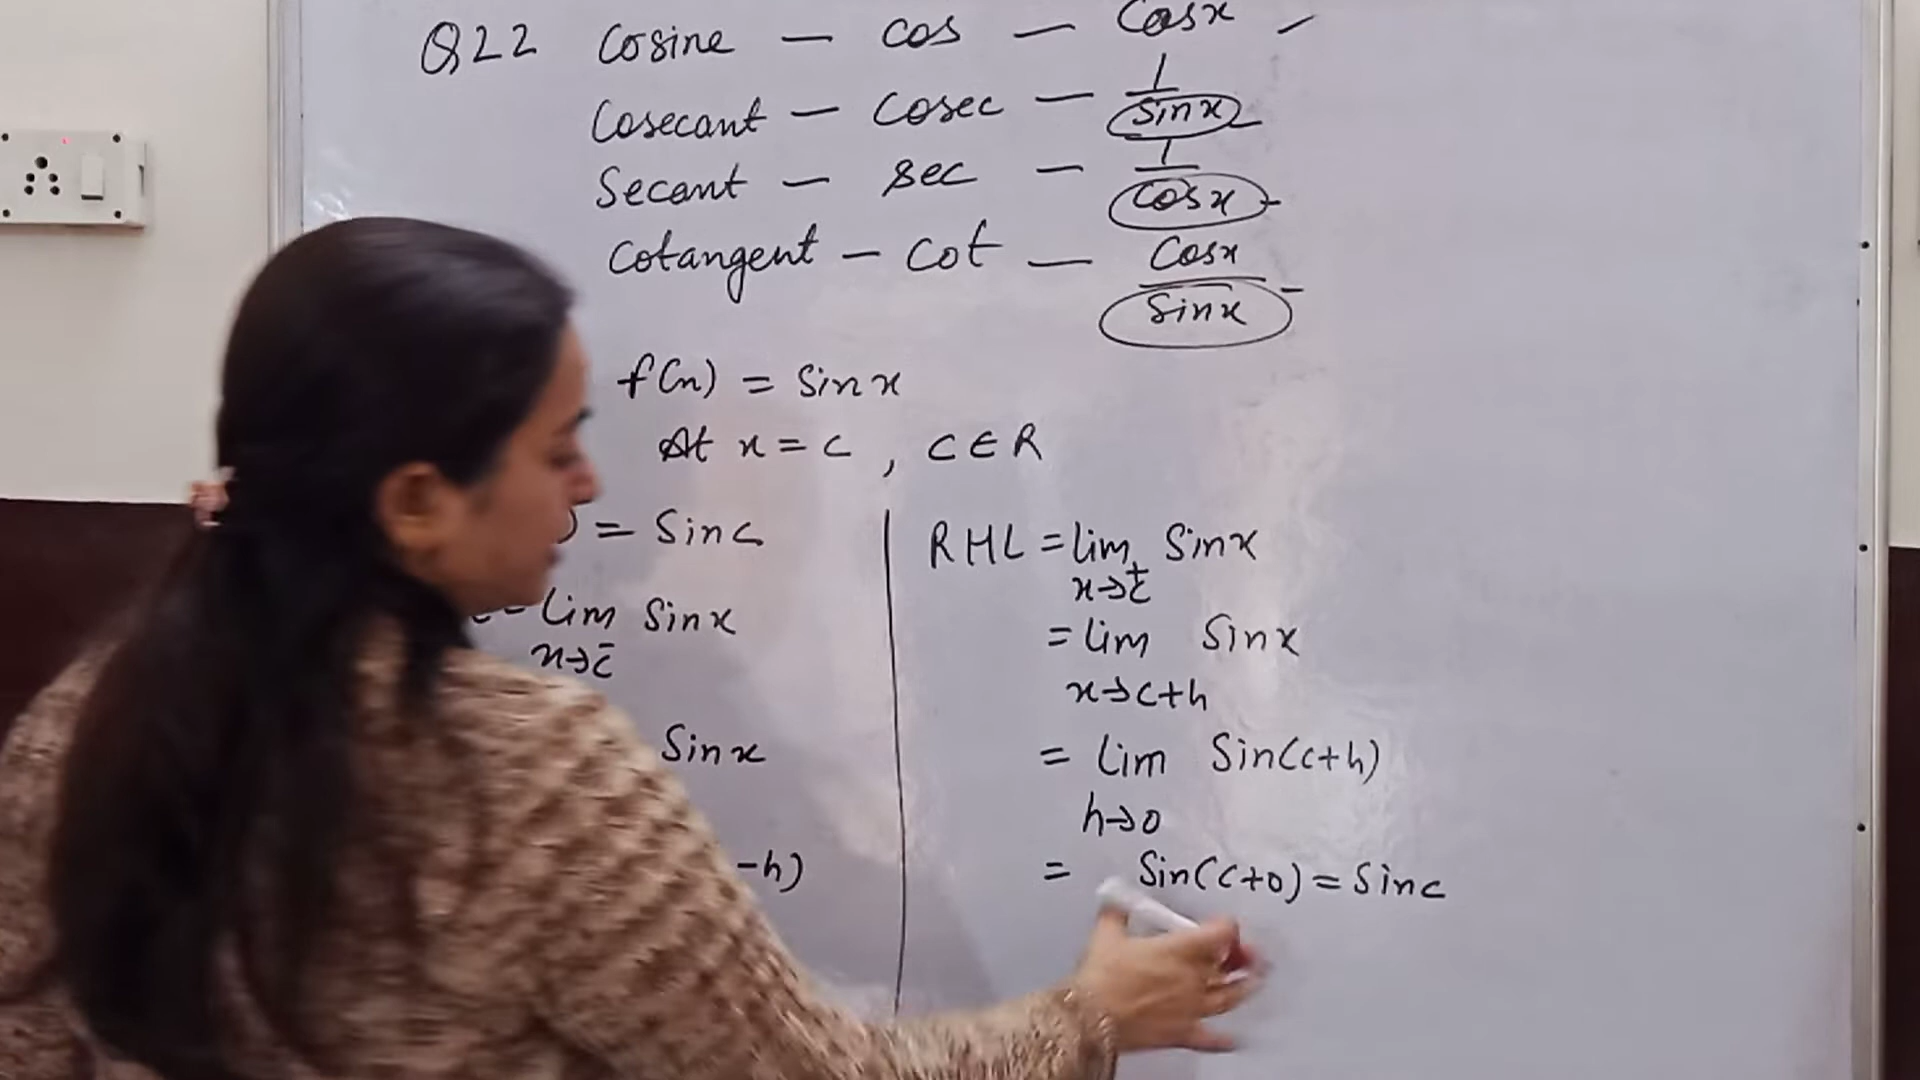 Q22 Cosine — cos — Cosx
Cosecant — Cosec — 1/Sinx
Secant — sec — 1/Cosx
Cotangent — Cot — Cosx/Sinx
f(x) = Sinx
At x = c , C ∈ R
) = Sinc
= Lim Sinx
x→c⁻
Sinx
-h)
RHL = lim Sinx
x→c⁺
= lim Sinx
x→c+h
= lim Sin(c+h)
h→0
= Sin(c+0) = Sinc